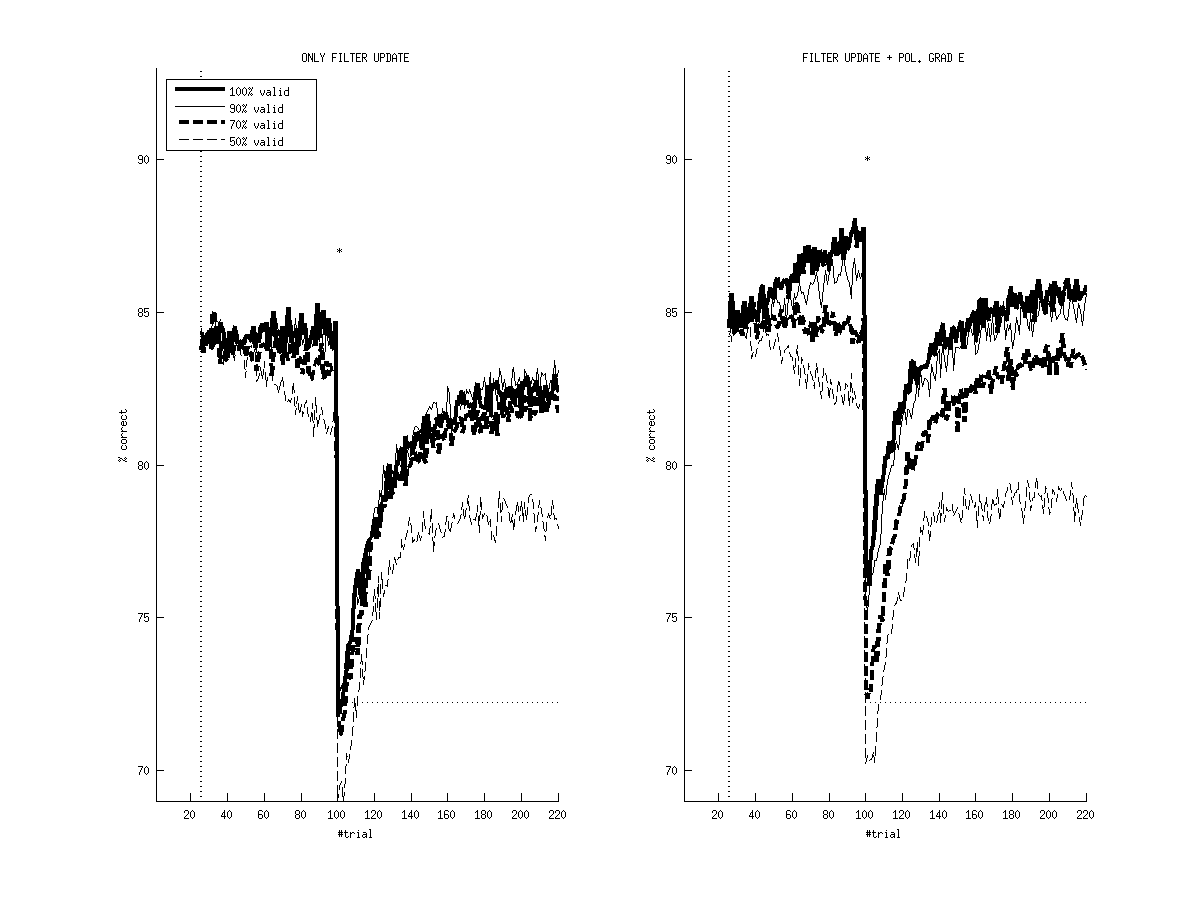 ONLY FILTER UPDATE
100% valid
90% valid
70% valid
50% valid
90
85
80
75
70
% correct
*
20 40 60 80 100 120 140 160 180 200 220
#trial
FILTER UPDATE + POL. GRAD E
90
85
80
75
70
% correct
*
20 40 60 80 100 120 140 160 180 200 220
#trial